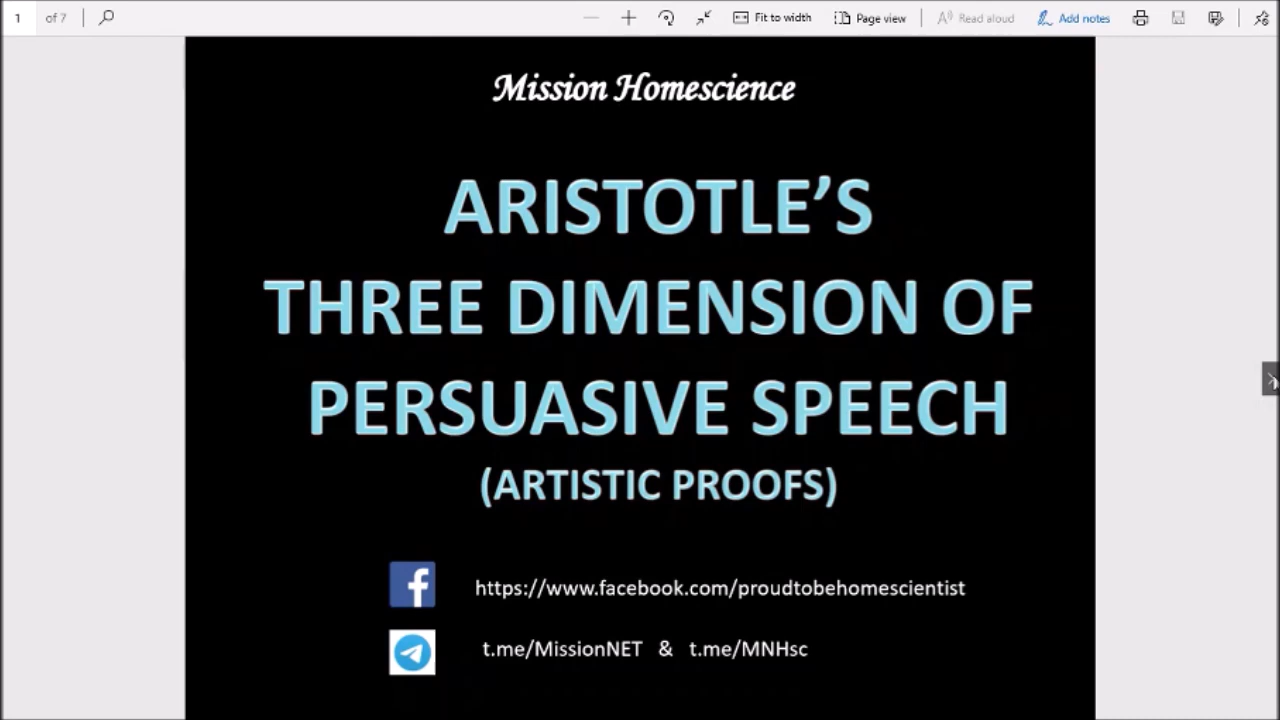 1 of 7 Fit to width Page view Read aloud Add notes
Mission Homescience
ARISTOTLE’S
THREE DIMENSION OF
PERSUASIVE SPEECH
(ARTISTIC PROOFS)
https://www.facebook.com/proudtobehomescientist
t.me/MissionNET & t.me/MNHsc